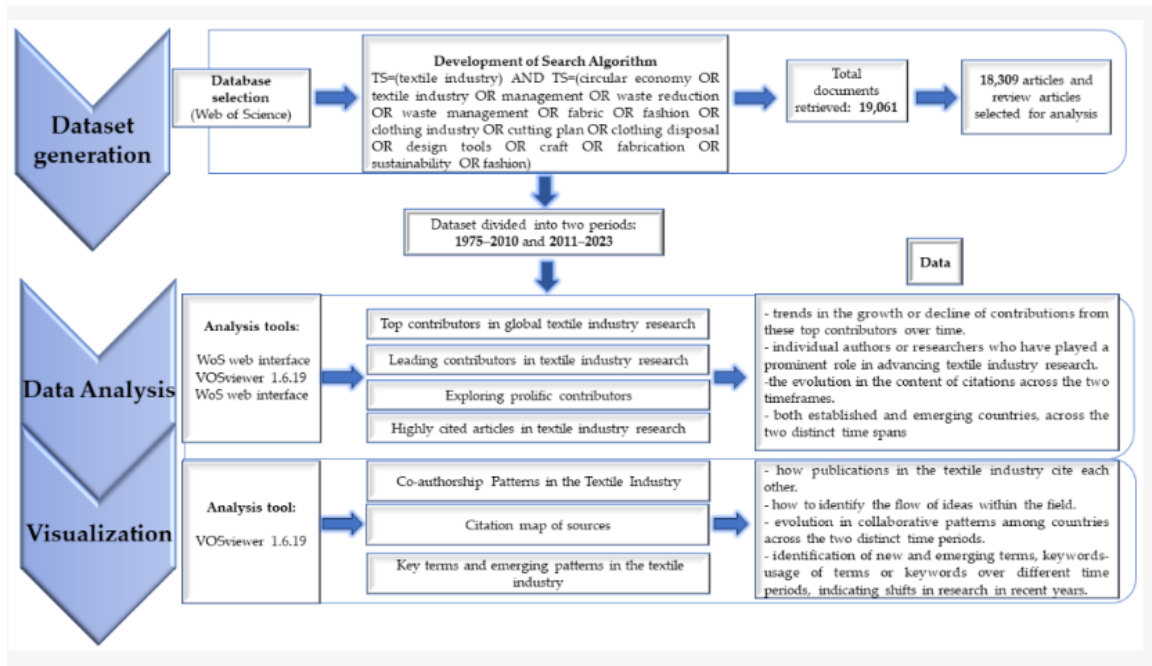 Dataset
generation
Database
selection
(Web of Science)
Development of Search Algorithm
TS=(textile industry) AND TS=(circular economy OR
textile industry OR management OR waste reduction
OR waste management OR fabric OR fashion OR
clothing industry OR cutting plan OR clothing disposal
OR design tools OR craft OR fabrication OR
sustainability OR fashion)
Total
documents
retrieved: 19,061
18,309 articles and
review articles
selected for analysis
Dataset divided into two periods:
1975–2010 and 2011–2023
Data
Data Analysis
Analysis tools:
WoS web interface
VOSviewer 1.6.19
WoS web interface
Top contributors in global textile industry research
Leading contributors in textile industry research
Exploring prolific contributors
Highly cited articles in textile industry research
- trends in the growth or decline of contributions from
these top contributors over time.
- individual authors or researchers who have played a
prominent role in advancing textile industry research.
-the evolution in the content of citations across the two
timeframes.
- both established and emerging countries, across the
two distinct time spans
Visualization
Analysis tool:
VOSviewer 1.6.19
Co-authorship Patterns in the Textile Industry
Citation map of sources
Key terms and emerging patterns in the textile
industry
- how publications in the textile industry cite each
other.
- how to identify the flow of ideas within the field.
- evolution in collaborative patterns among countries
across the two distinct time periods.
- identification of new and emerging terms, keywords-
usage of terms or keywords over different time
periods, indicating shifts in research in recent years.